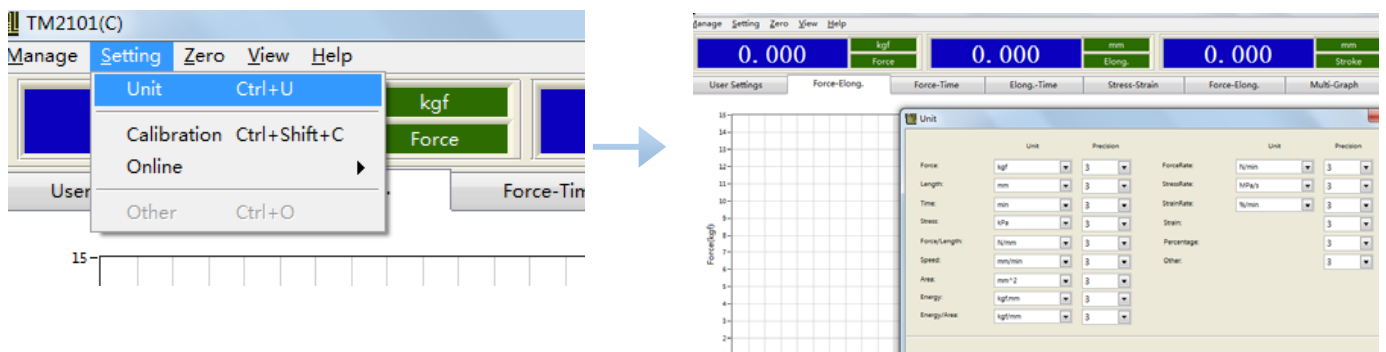 TM2101(C)
Manage Setting Zero View Help
Unit Ctrl+U
kgf
Calibration Ctrl+Shift+C
Force
Online
User
Force-Tim
Other Ctrl+O
15
Manage Setting Zero View Help
0.000 kgf Force 0.000 mm Elong. 0.000 mm Stroke
User Settings Force-Elong. Force-Time Elong.-Time Stress-Strain Force-Elong. Multi-Graph
Unit
Unit Precision Unit Precision
Force: kgf 3 ForceRate: N/min 3
Length: mm 3 StressRate: MPa/s 3
Time: min 3 StrainRate: %/min 3
Stress: kPa 3 Strain: 3
Force/Length: N/mm 3 Percentage: 3
Speed: mm/min 3 Other: 3
Area: mm^2 3
Energy: kgf.mm 3
Energy/Area: kgf/mm 3
Force(kgf)
15
14
13
12
11
10
9
8
7
6
5
4
3
2